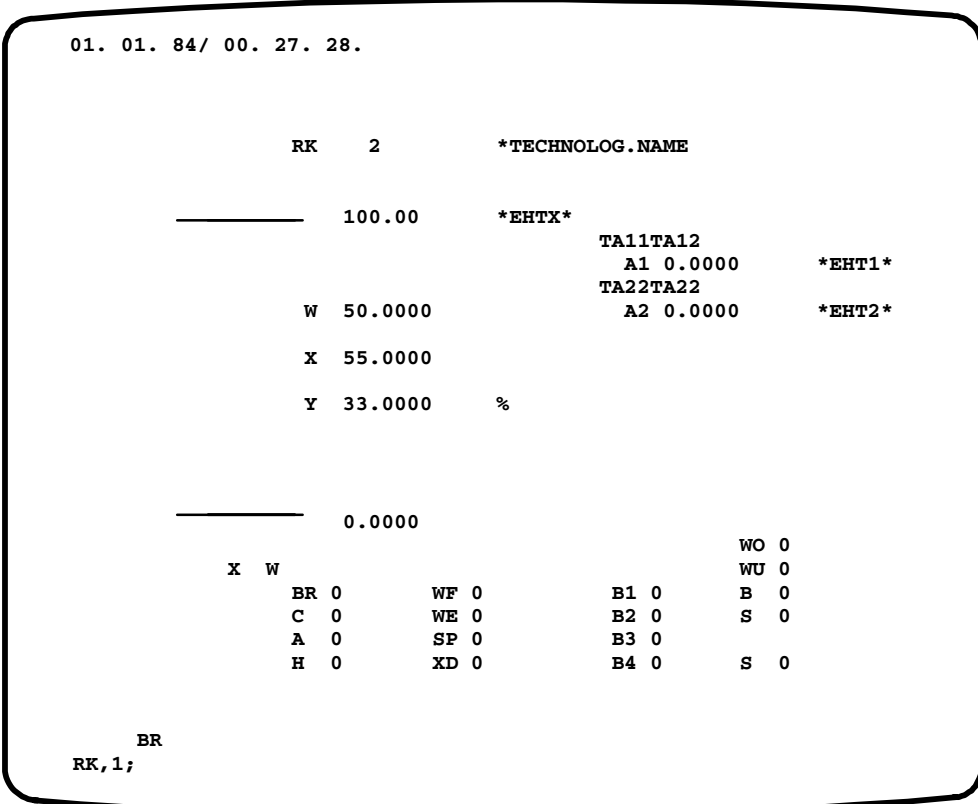 01. 01. 84/ 00. 27. 28.
RK 2 *TECHNOLOG.NAME
100.00 *EHTX*
TA11TA12
A1 0.0000 *EHT1*
TA22TA22
W 50.0000 A2 0.0000 *EHT2*
X 55.0000
Y 33.0000 %
0.0000
WO 0
X W WU 0
BR 0 WF 0 B1 0 B 0
C 0 WE 0 B2 0 S 0
A 0 SP 0 B3 0
H 0 XD 0 B4 0 S 0
BR
RK,1;